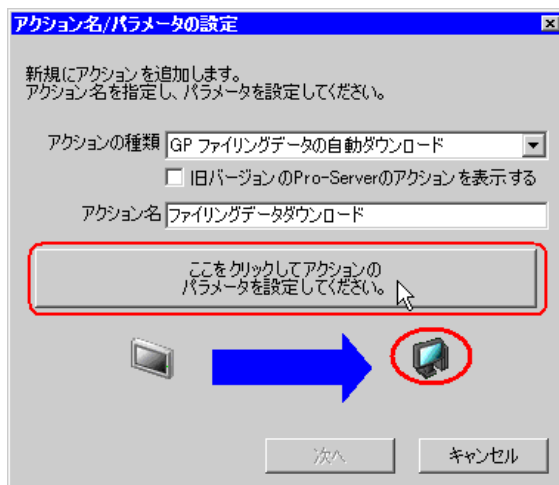 アクション名/パラメータの設定
新規にアクションを追加します。
アクション名を指定し、パラメータを設定してください。
アクションの種類 GP ファイリングデータの自動ダウンロード
旧バージョンのPro-Serverのアクションを表示する
アクション名 ファイリングデータダウンロード
ここをクリックしてアクションの
パラメータを設定してください。
次へ キャンセル